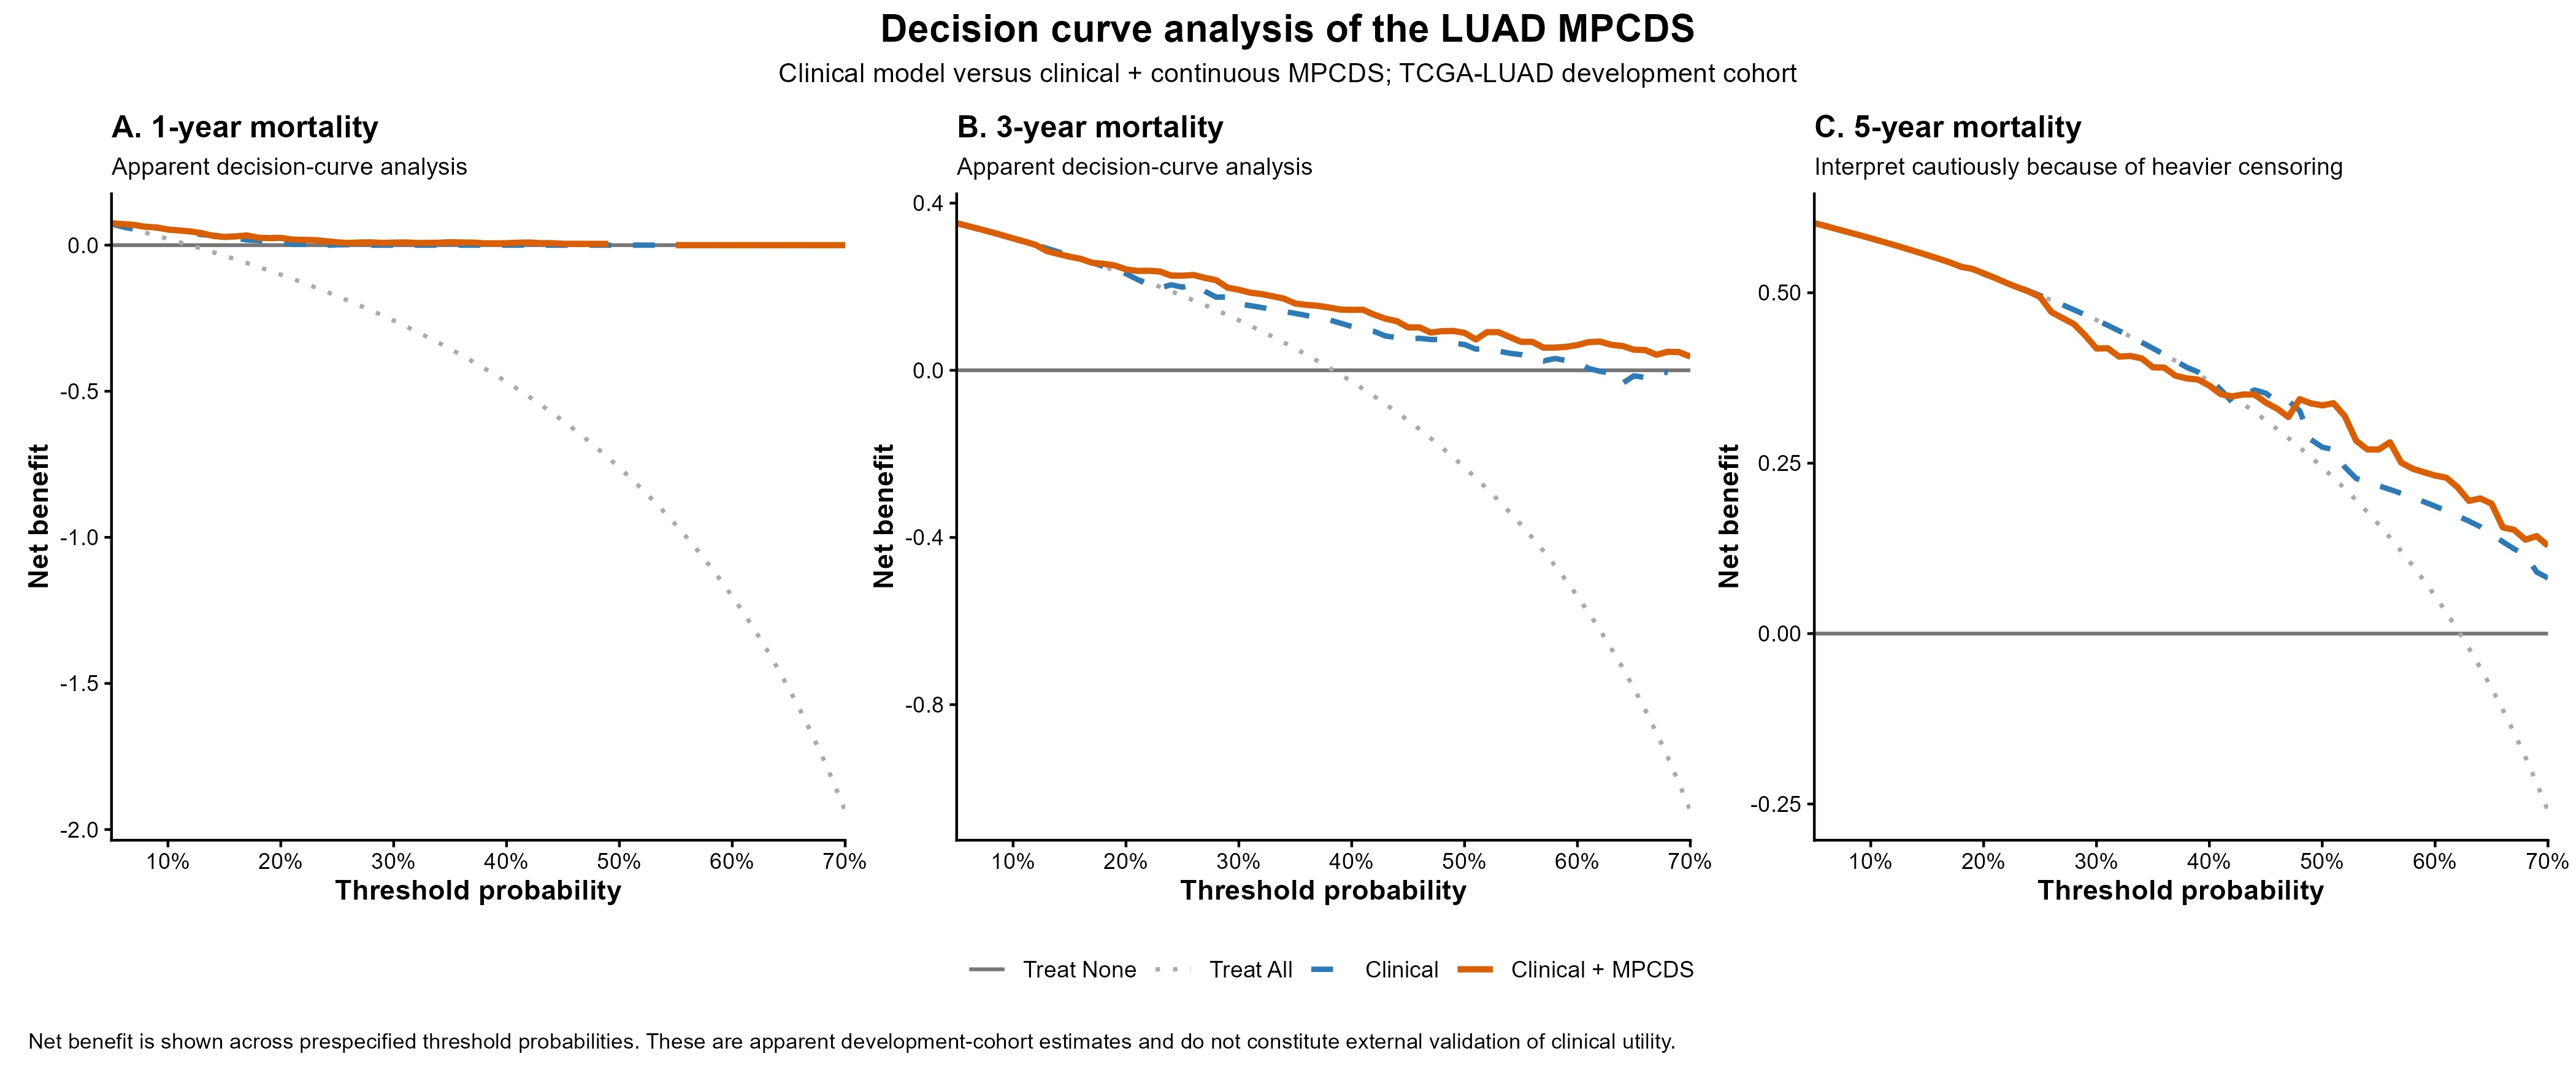 Decision curve analysis of the LUAD MPCDS
Clinical model versus clinical + continuous MPCDS; TCGA-LUAD development cohort
A. 1-year mortality
Apparent decision-curve analysis
Net benefit
0.0
-0.5
-1.0
-1.5
-2.0
10% 20% 30% 40% 50% 60% 70%
Threshold probability
B. 3-year mortality
Apparent decision-curve analysis
Net benefit
0.4
0.0
-0.4
-0.8
10% 20% 30% 40% 50% 60% 70%
Threshold probability
C. 5-year mortality
Interpret cautiously because of heavier censoring
Net benefit
0.50
0.25
0.00
-0.25
10% 20% 30% 40% 50% 60% 70%
Threshold probability
Treat None Treat All Clinical Clinical + MPCDS
Net benefit is shown across prespecified threshold probabilities. These are apparent development-cohort estimates and do not constitute external validation of clinical utility.